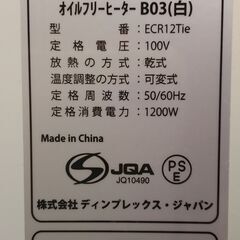 オイルフリーヒーター B03(白)
型 番：ECR12Tie
定格電圧：100V
放熱の方式：乾式
温度調整の方式：可変式
定格周波数：50/60Hz
消費電力：1200W
Made in China
JQA
JQ10490
PS
E
株式会社ディンプレックス・ジャパン